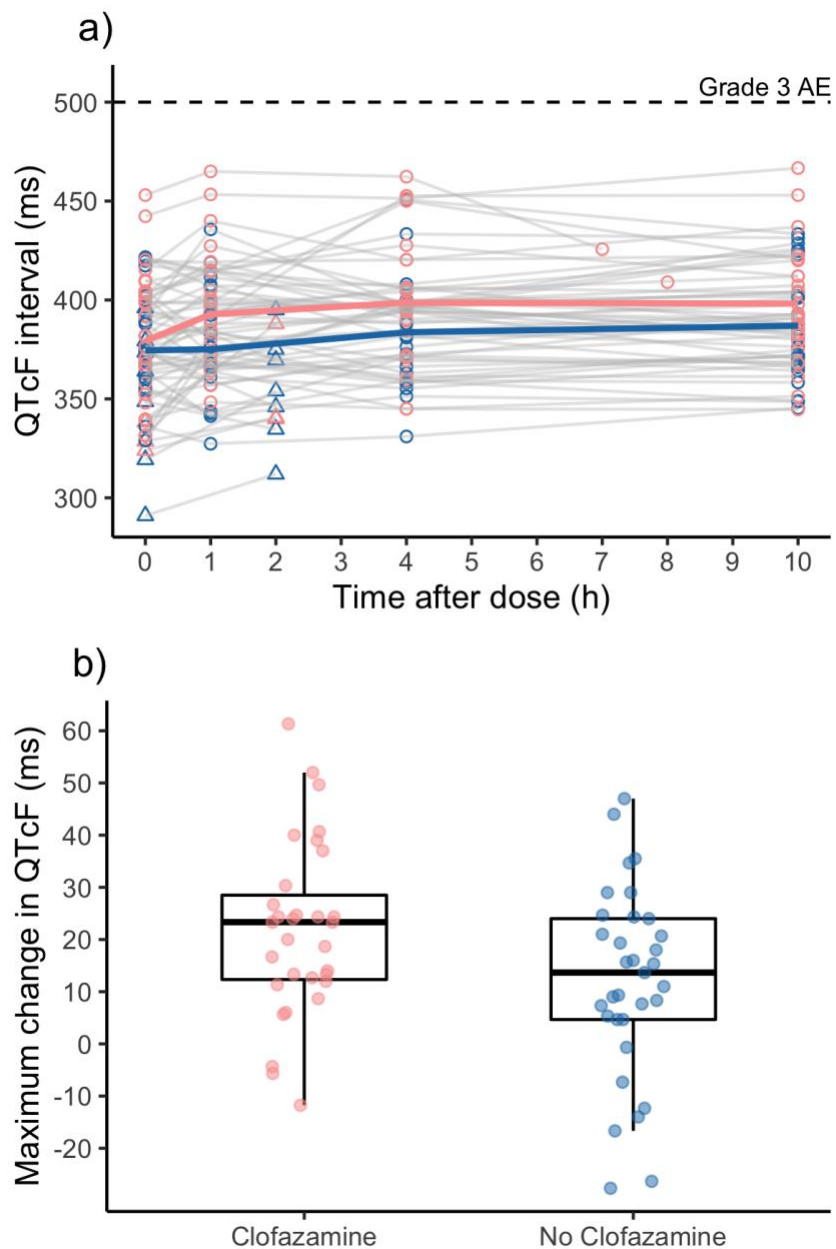 a)
Grade 3 AE
500
450
400
350
300
QTcF interval (ms)
0 1 2 3 4 5 6 7 8 9 10
Time after dose (h)
b)
60
50
40
30
20
10
0
-10
-20
Maximum change in QTcF (ms)
Clofazamine No Clofazamine